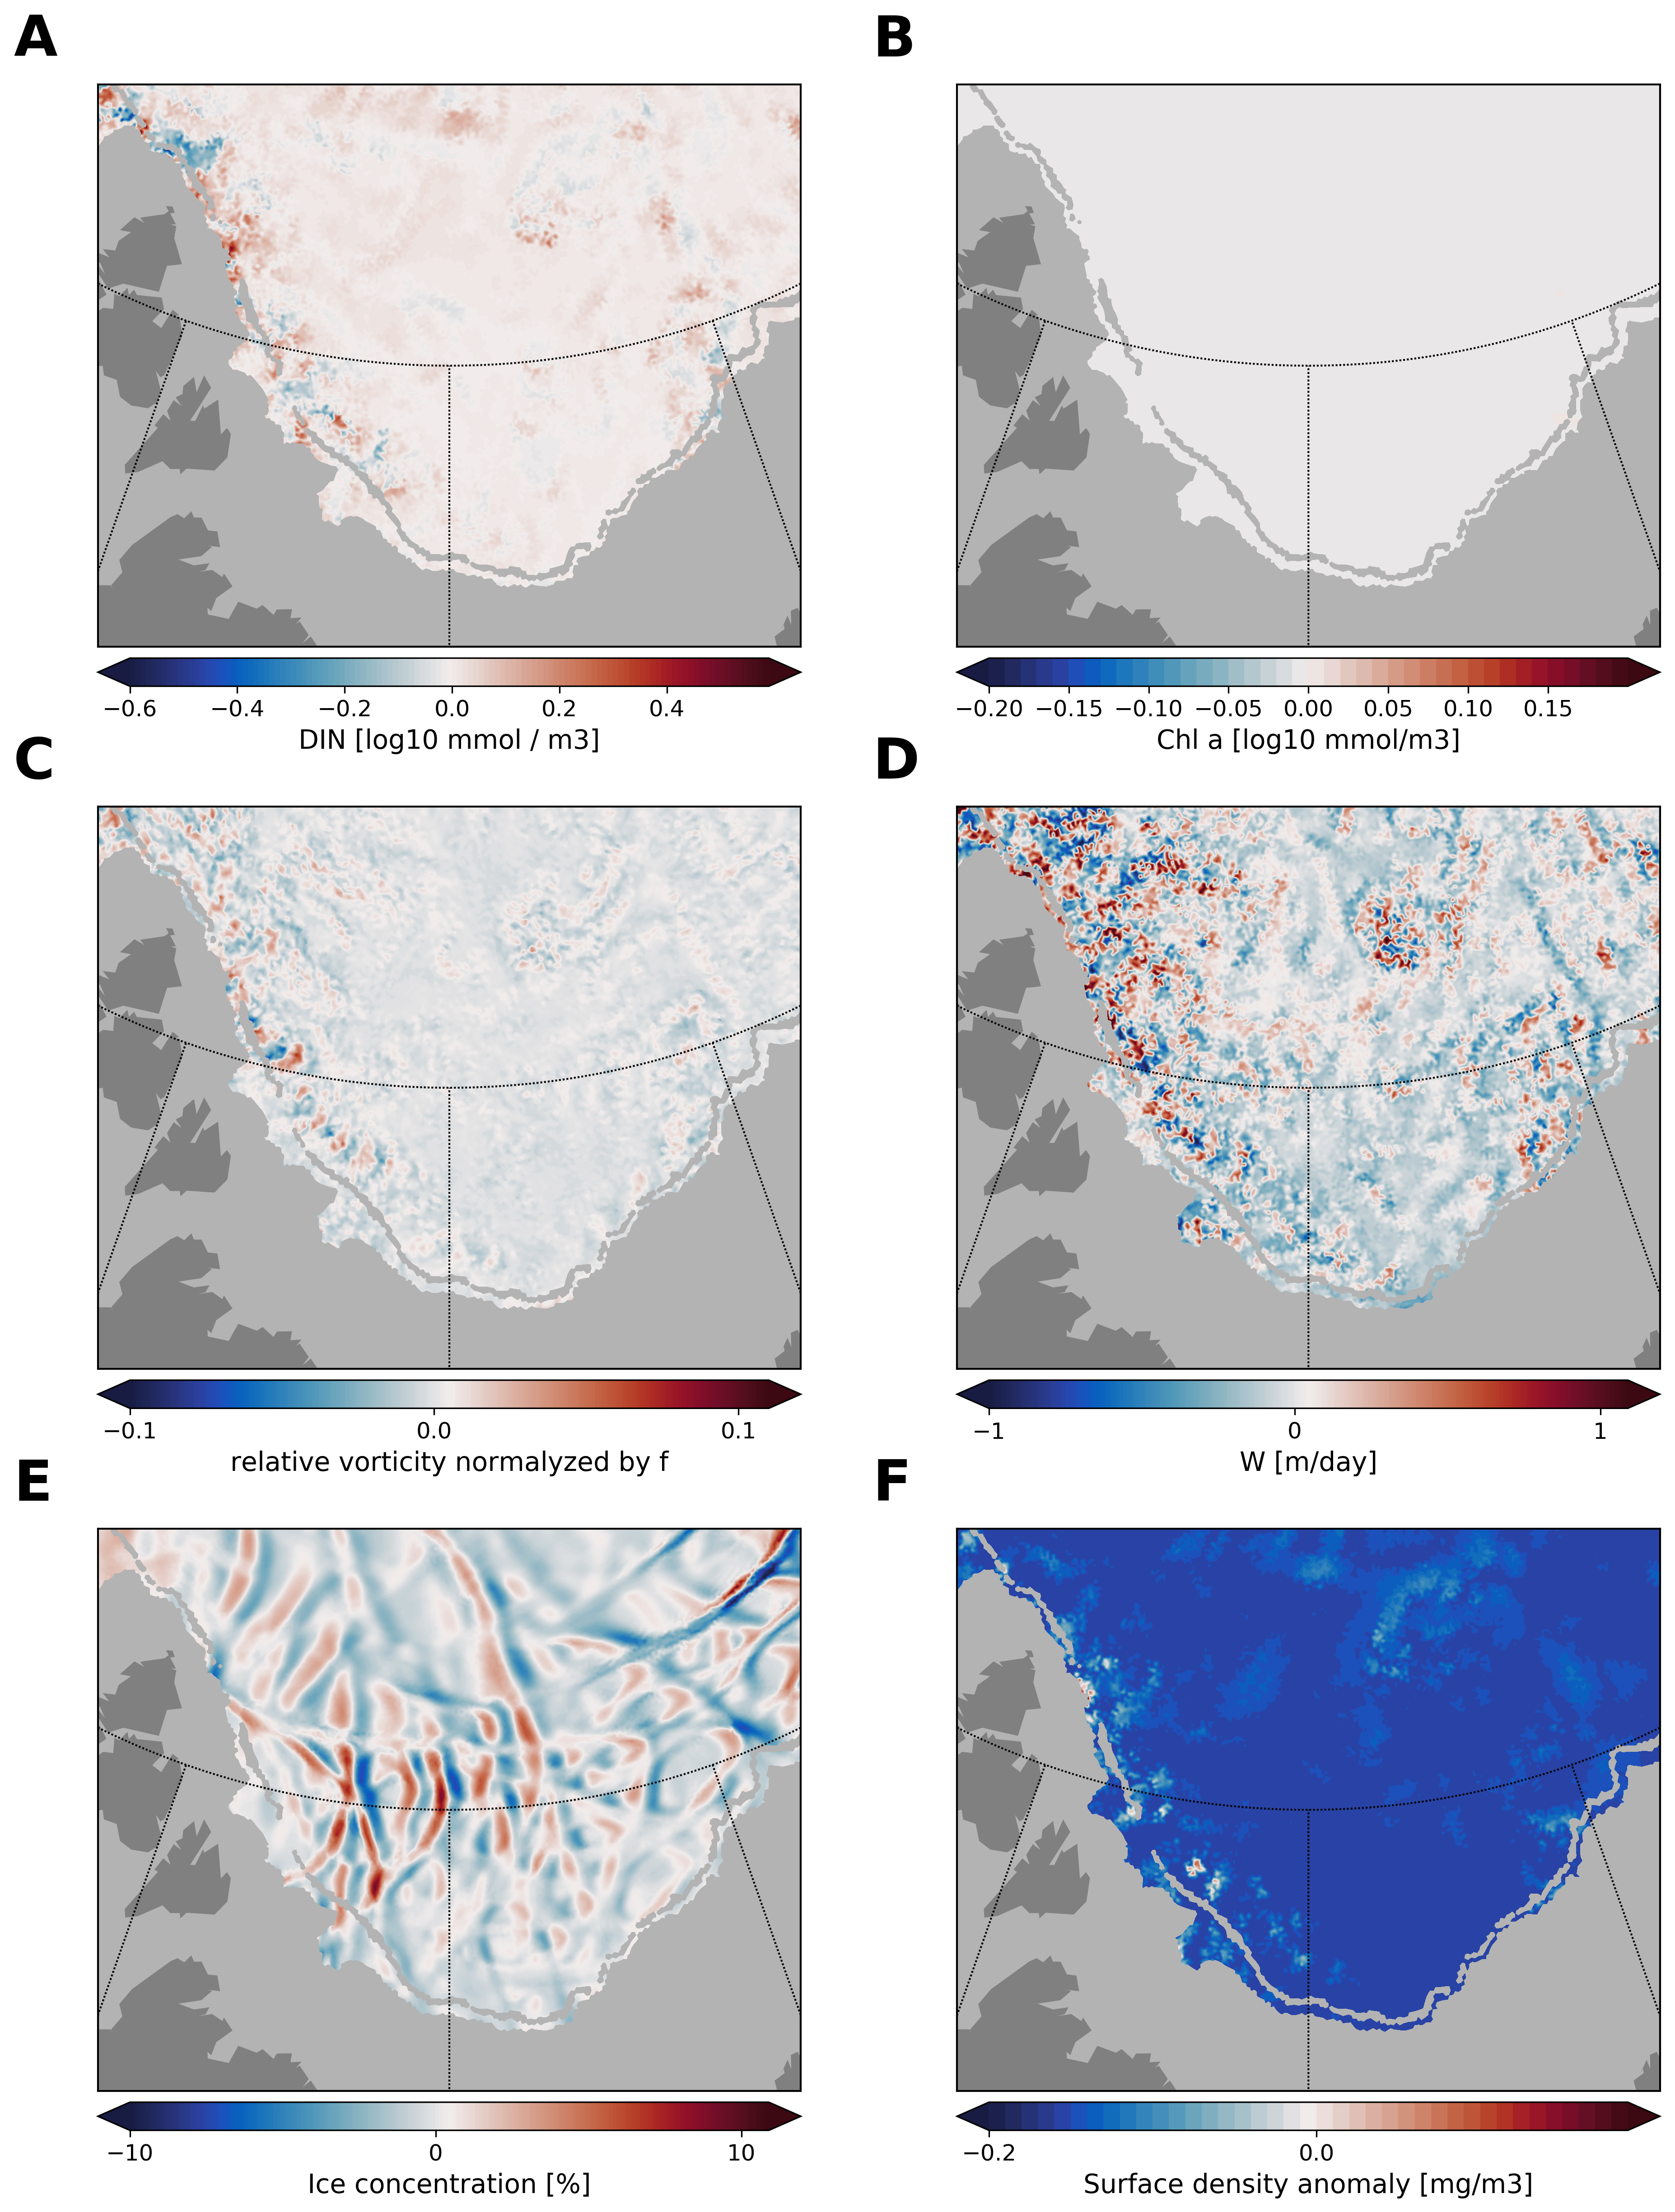 A
B
−0.6 −0.4 −0.2 0.0 0.2 0.4
DIN [log10 mmol / m3]
−0.20 −0.15 −0.10 −0.05 0.00 0.05 0.10 0.15
Chl a [log10 mmol/m3]
C
D
−0.1 0.0 0.1
relative vorticity normalyzed by f
−1 0 1
W [m/day]
E
F
−10 0 10
Ice concentration [%]
−0.2 0.0
Surface density anomaly [mg/m3]